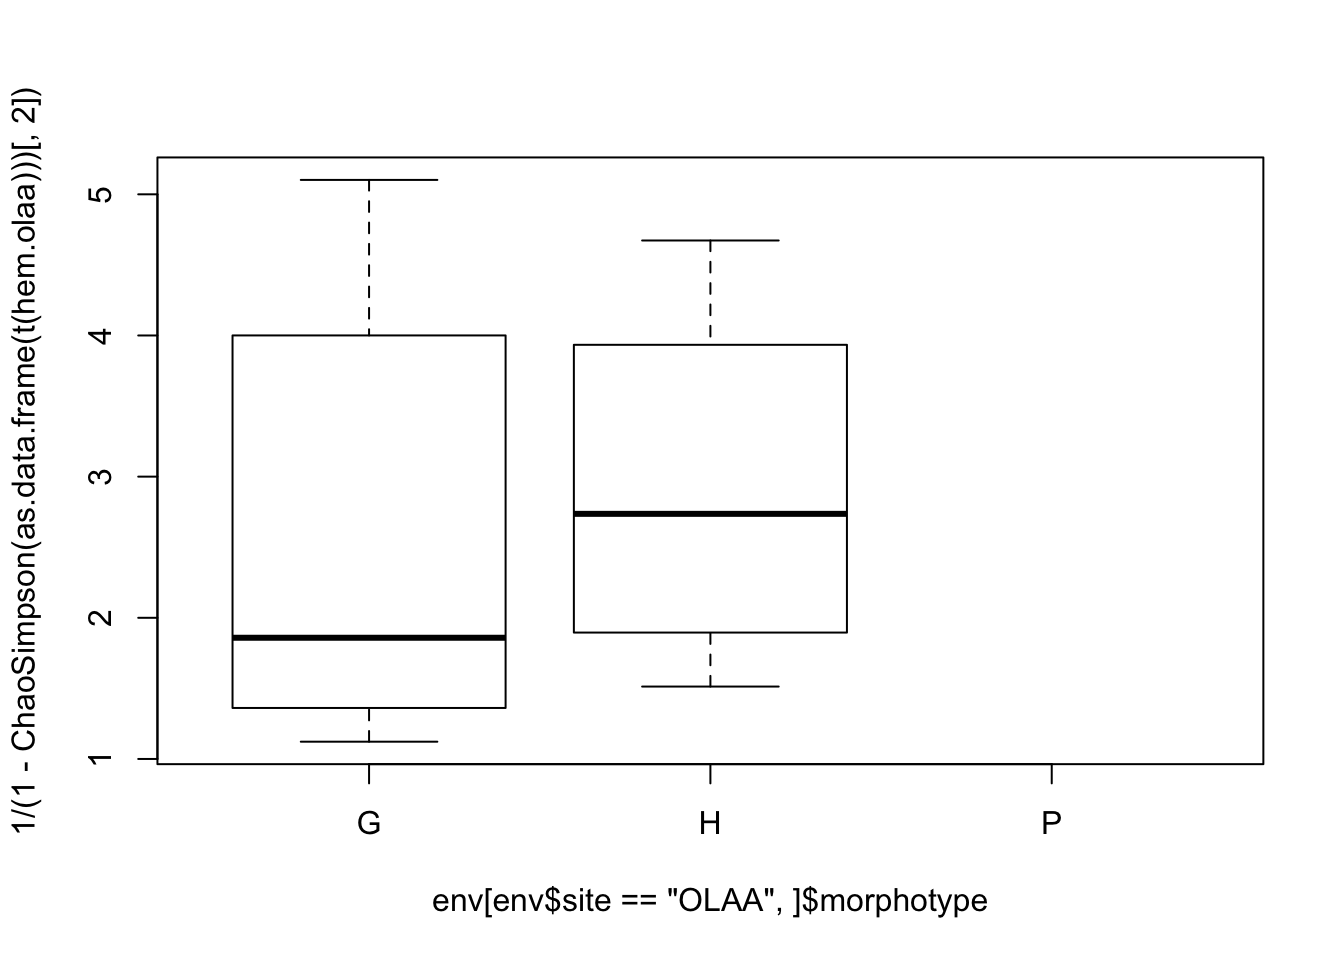 1/(1 - ChaoSimpson(as.data.frame(t(hem.olaa)))[, 2])
5
4
3
2
1
G H P
env[env$site == "OLAA", ]$morphotype